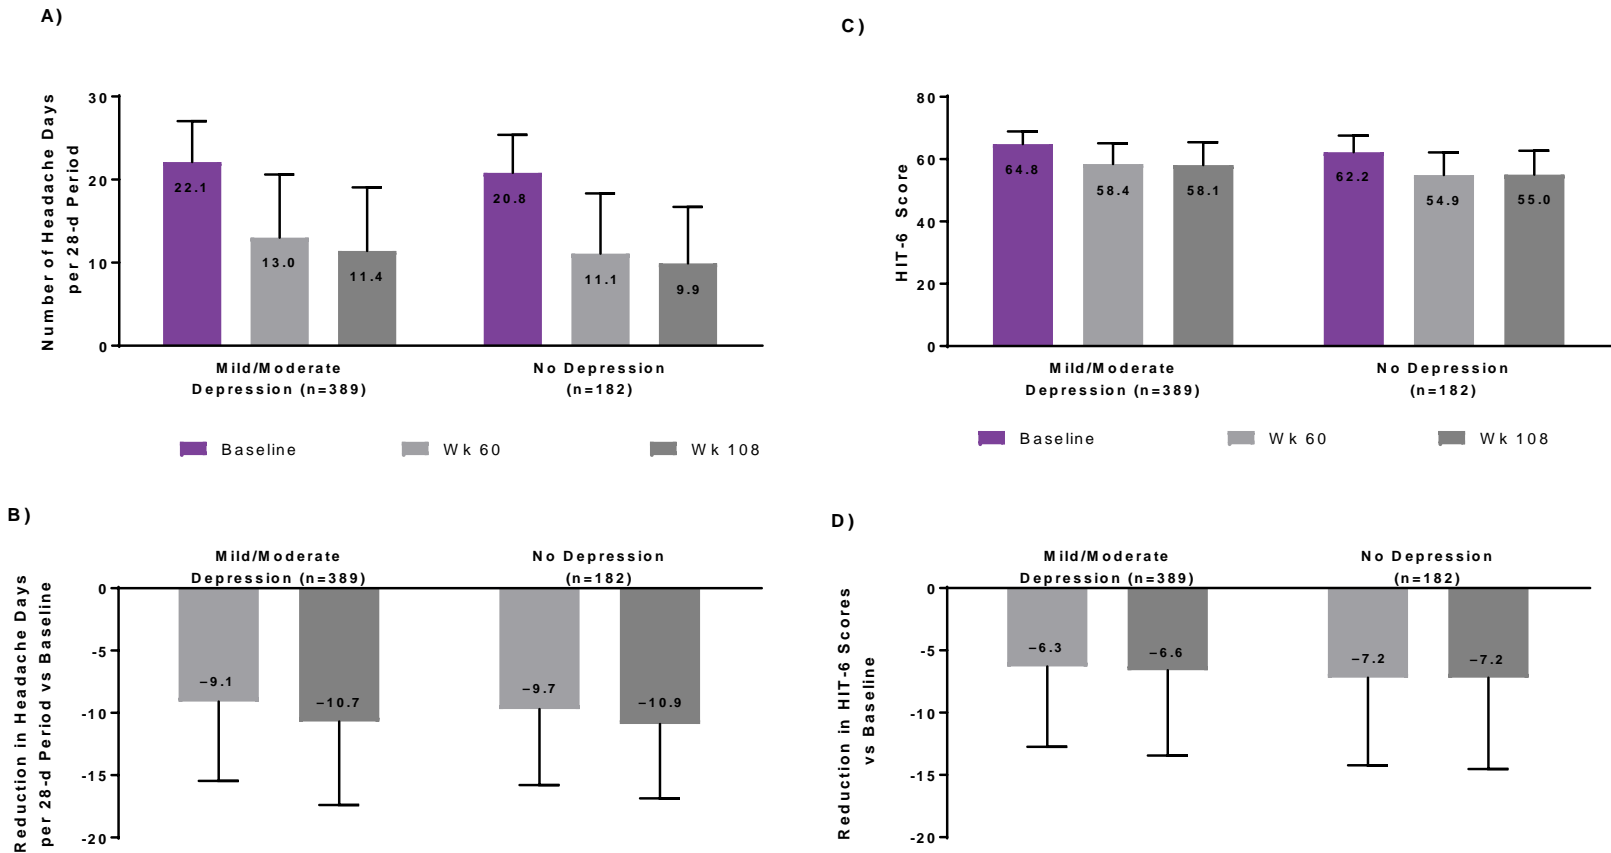 A)
Number of Headache Days
per 28-d Period
30
20
10
0
22.1
13.0
11.4
20.8
11.1
9.9
Mild/Moderate
Depression (n=389)
No Depression
(n=182)
Baseline
Wk 60
Wk 108
C)
HIT-6 Score
80
60
40
20
0
64.8
58.4
58.1
62.2
54.9
55.0
Mild/Moderate
Depression (n=389)
No Depression
(n=182)
Baseline
Wk 60
Wk 108
B)
Reduction in Headache Days
per 28-d Period vs Baseline
Mild/Moderate
Depression (n=389)
No Depression
(n=182)
0
-5
-10
-15
-20
−9.1
−10.7
−9.7
−10.9
D)
Reduction in HIT-6 Scores
vs Baseline
Mild/Moderate
Depression (n=389)
No Depression
(n=182)
0
-5
-10
-15
-20
−6.3
−6.6
−7.2
−7.2